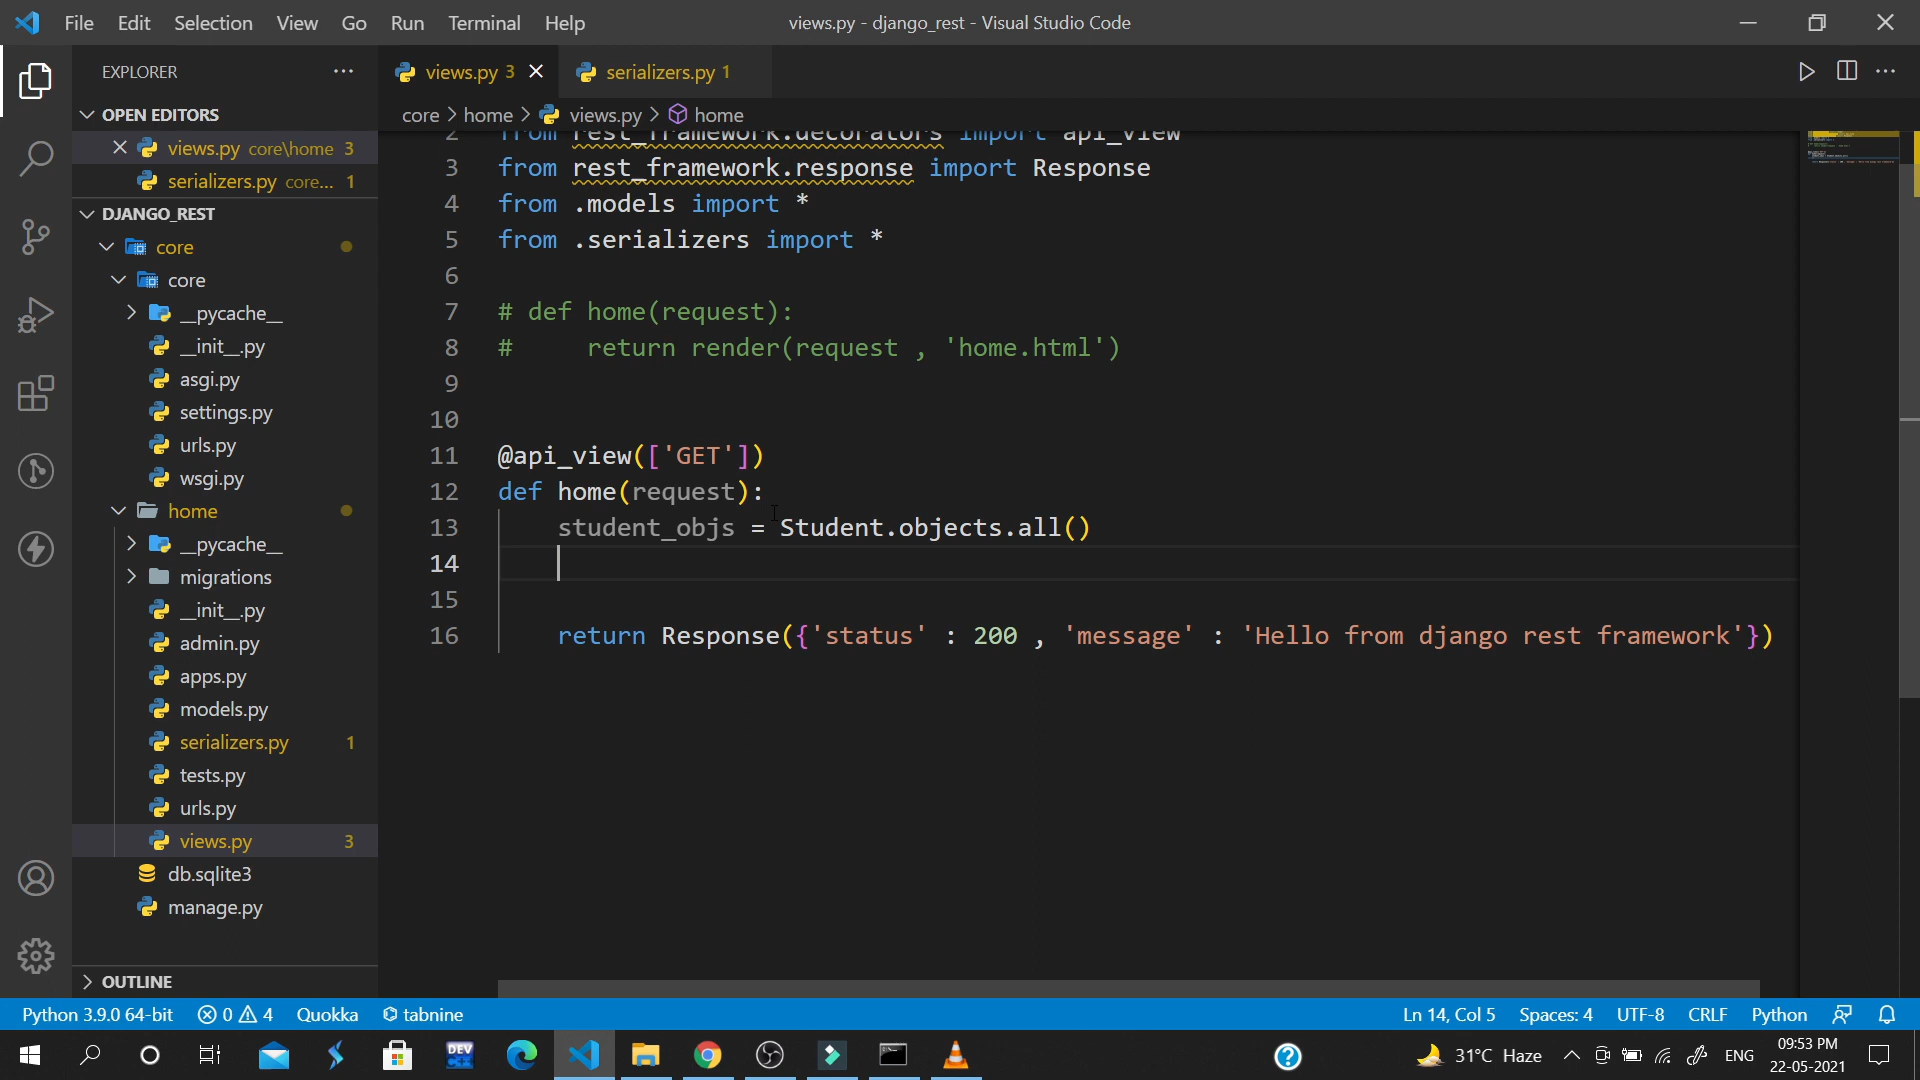 File Edit Selection View Go Run Terminal Help
views.py - django_rest - Visual Studio Code
EXPLORER
OPEN EDITORS
views.py core\home 3
serializers.py core... 1
DJANGO_REST
core
core
__pycache__
__init__.py
asgi.py
settings.py
urls.py
wsgi.py
home
__pycache__
migrations
__init__.py
admin.py
apps.py
models.py
serializers.py 1
tests.py
urls.py
views.py 3
db.sqlite3
manage.py
OUTLINE
views.py 3
serializers.py 1
core > home > views.py > home
2 from rest_framework.decorators import api_view
3 from rest_framework.response import Response
4 from .models import *
5 from .serializers import *
6
7 # def home(request):
8 #     return render(request , 'home.html')
9
10
11 @api_view(['GET'])
12 def home(request):
13     student_objs = Student.objects.all()
14
15
16     return Response({'status' : 200 , 'message' : 'Hello from django rest framework'})
Python 3.9.0 64-bit 0 4 Quokka tabnine
Ln 14, Col 5 Spaces: 4 UTF-8 CRLF Python
DEV C++
31°C Haze ENG
09:53 PM
22-05-2021